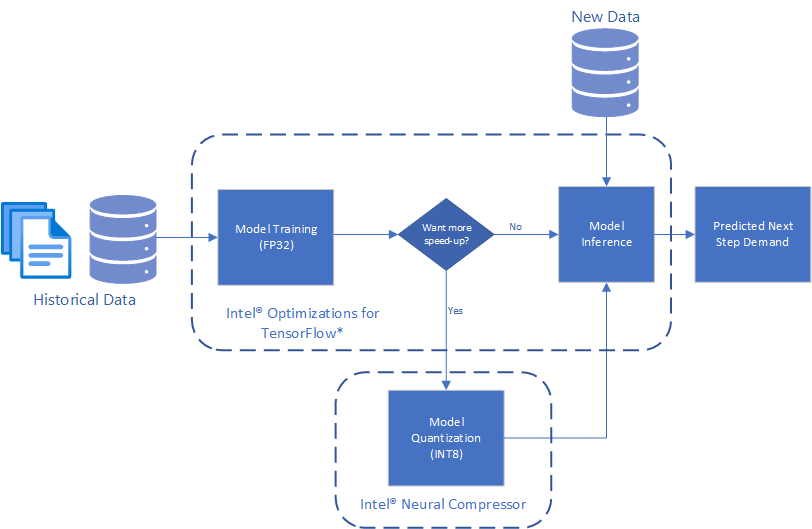 New Data
Model Training
(FP32)
Want more
speed-up?
No
Model
Inference
Predicted Next
Step Demand
Historical Data
Intel® Optimizations for
TensorFlow*
Yes
Model
Quantization
(INT8)
Intel® Neural Compressor